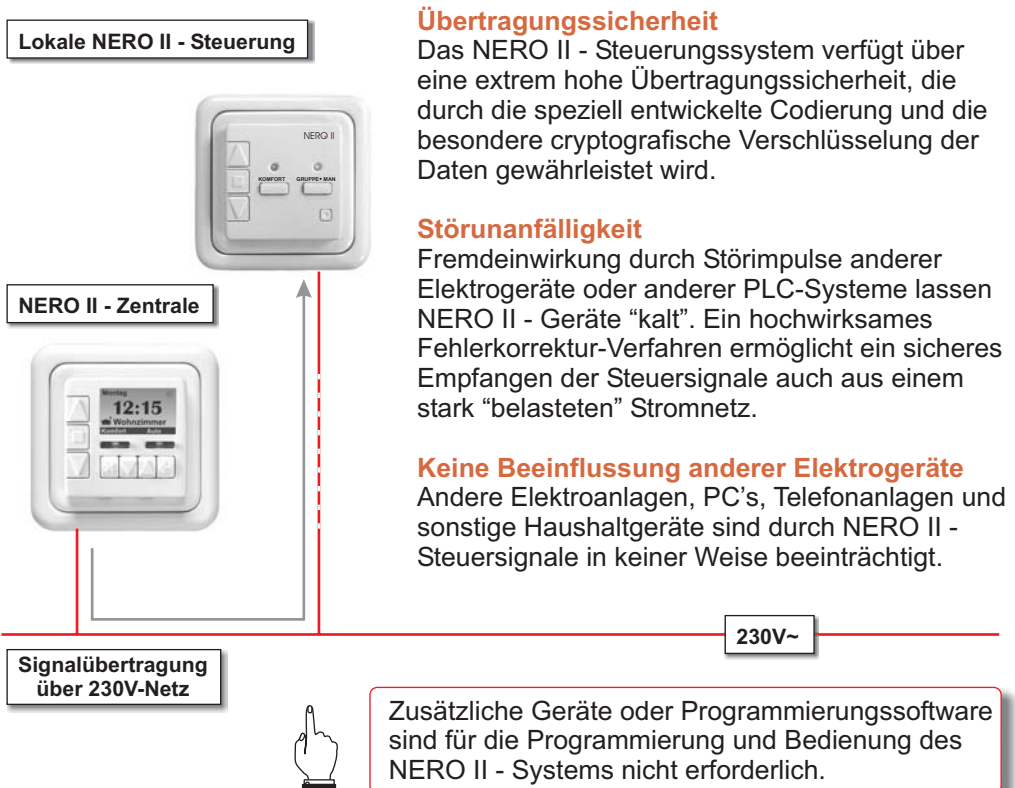 Lokale NERO II - Steuerung
NERO II
KOMFORT GRUPPE• MAN
NERO II - Zentrale
Montag
12:15
Wohnzimmer
Komfort Auto
Signalübertragung
über 230V-Netz
Übertragungssicherheit
Das NERO II - Steuerungssystem verfügt über
eine extrem hohe Übertragungssicherheit, die
durch die speziell entwickelte Codierung und die
besondere cryptografische Verschlüsselung der
Daten gewährleistet wird.
Störunanfälligkeit
Fremdeinwirkung durch Störimpulse anderer
Elektrogeräte oder anderer PLC-Systeme lassen
NERO II - Geräte “kalt”. Ein hochwirksames
Fehlerkorrektur-Verfahren ermöglicht ein sicheres
Empfangen der Steuersignale auch aus einem
stark “belasteten” Stromnetz.
Keine Beeinflussung anderer Elektrogeräte
Andere Elektroanlagen, PC’s, Telefonanlagen und
sonstige Haushaltgeräte sind durch NERO II -
Steuersignale in keiner Weise beeinträchtigt.
230V~
Zusätzliche Geräte oder Programmierungssoftware
sind für die Programmierung und Bedienung des
NERO II - Systems nicht erforderlich.